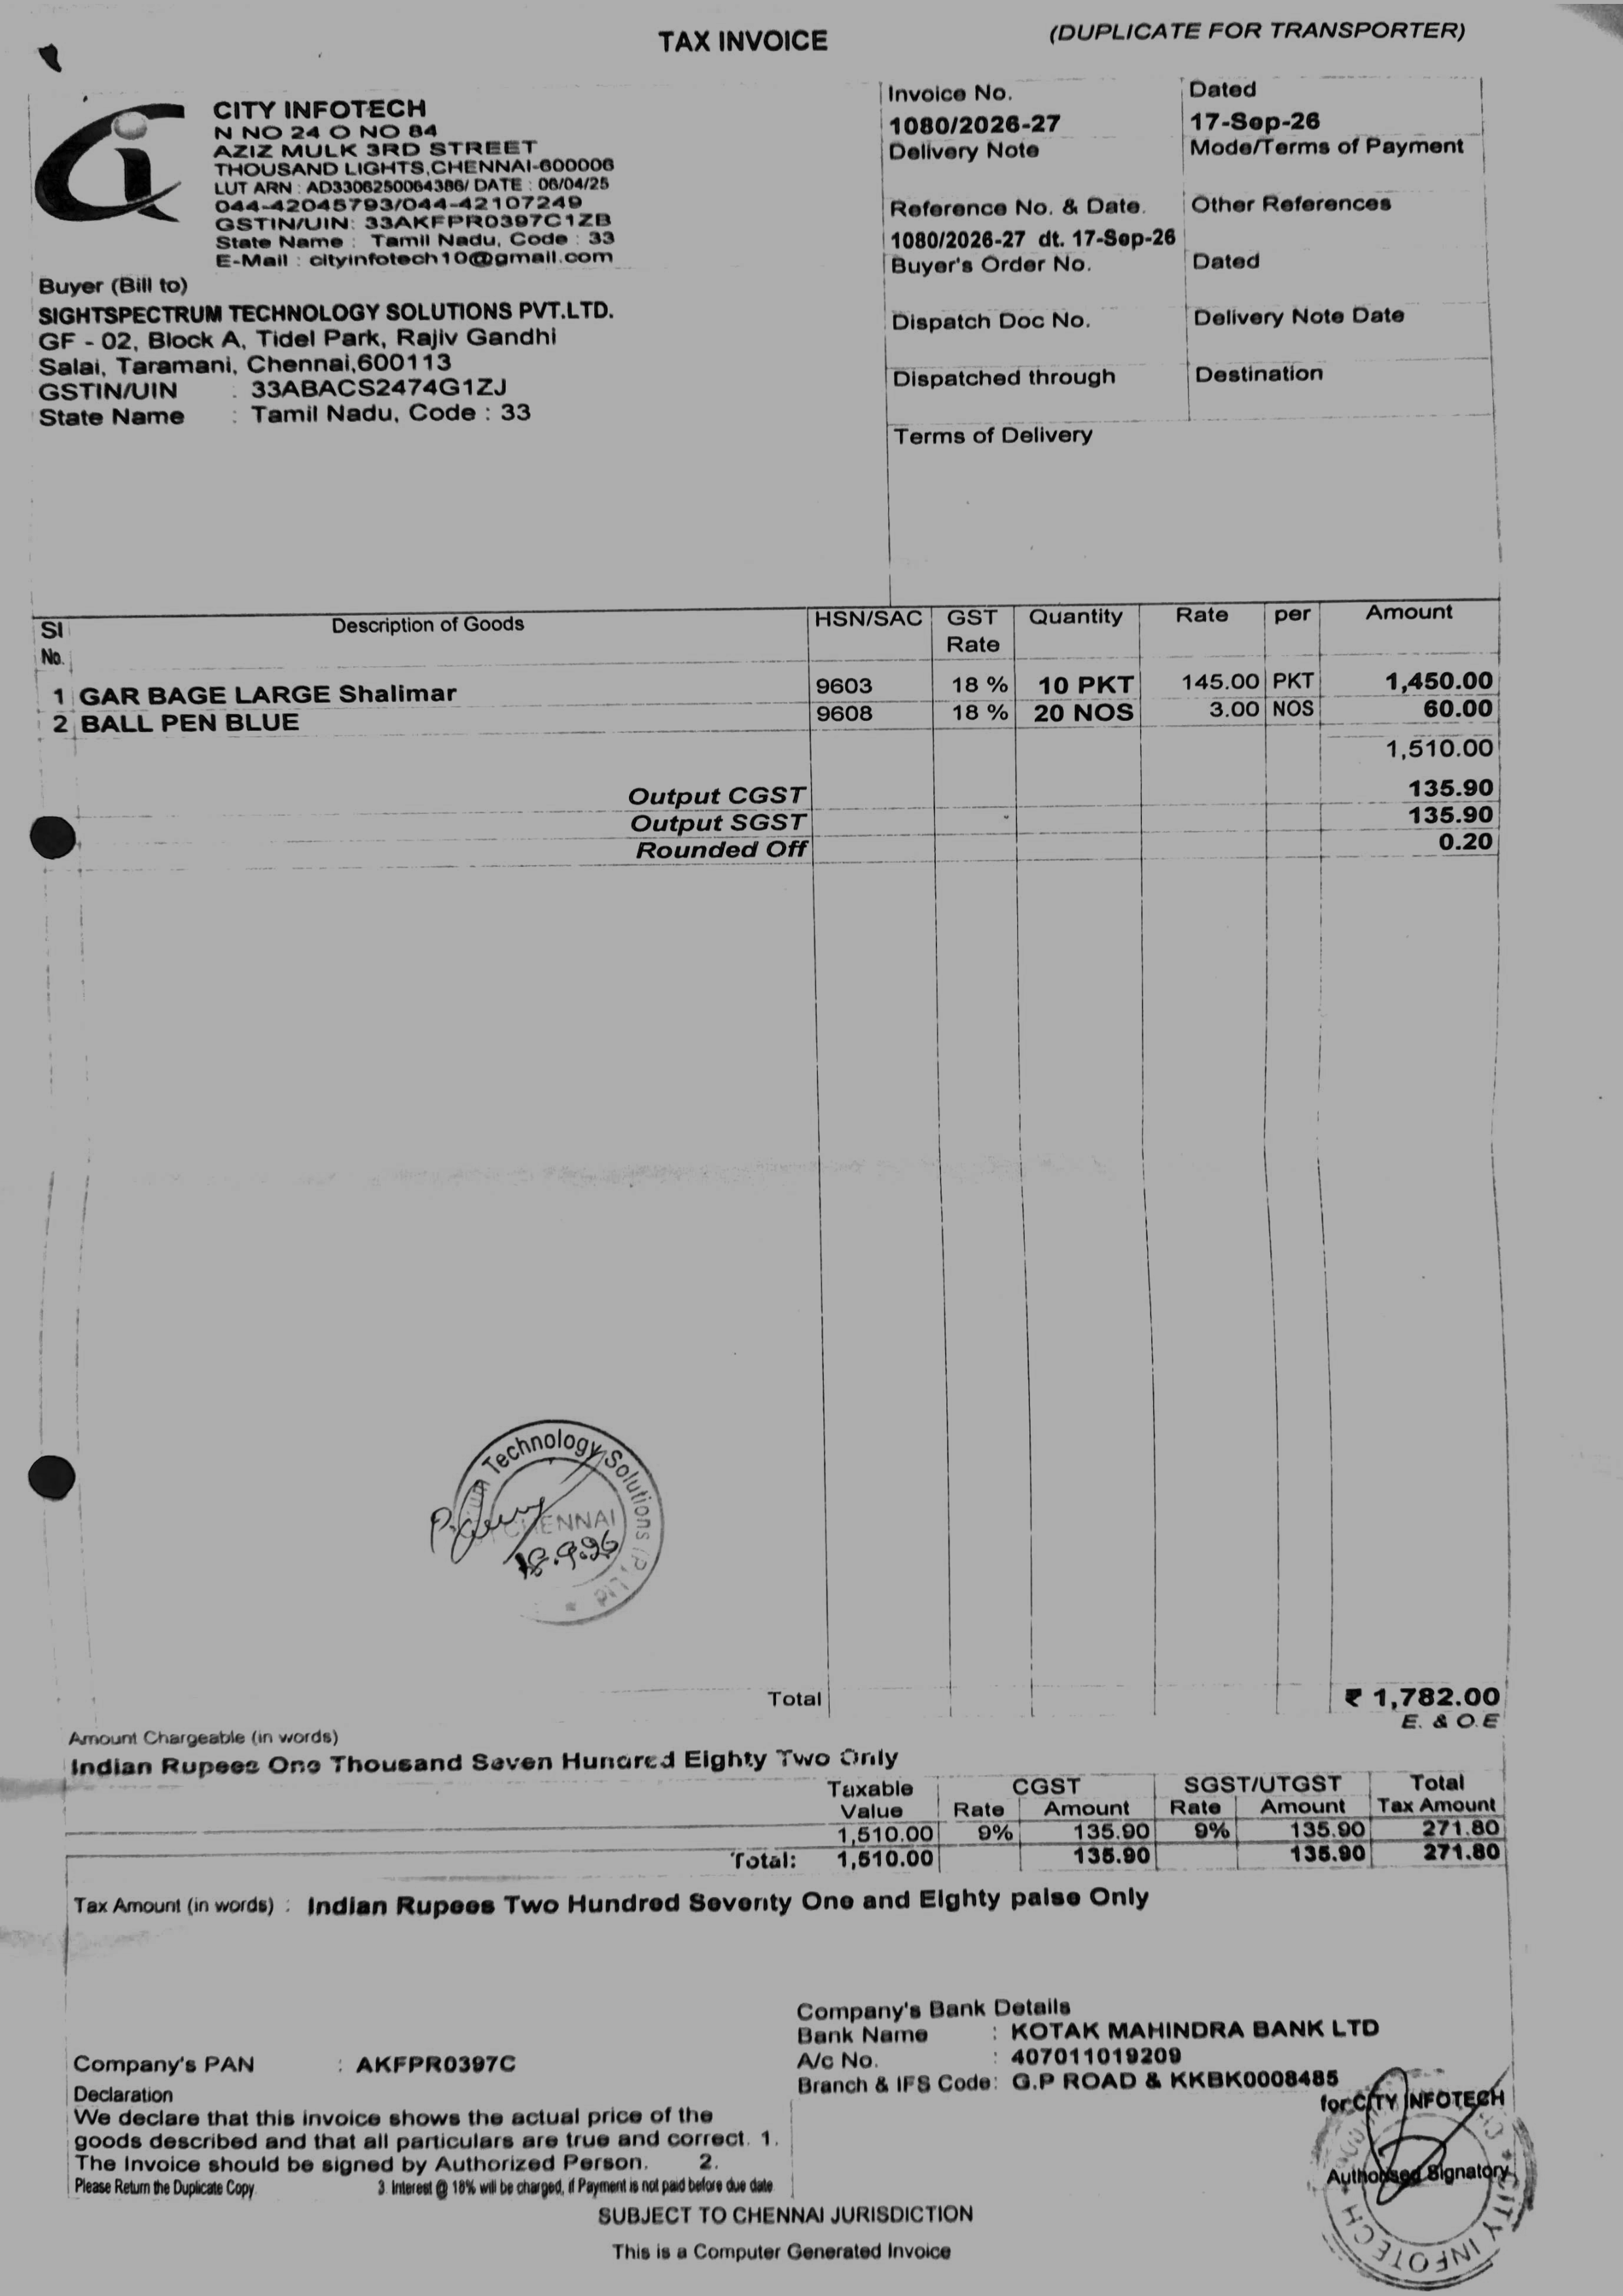 TAX INVOICE
(DUPLICATE FOR TRANSPORTER)
CITY INFOTECH
N NO 24 O NO 84
AZIZ MULK 3RD STREET
THOUSAND LIGHTS,CHENNAI-600006
LUT ARN : AD3306250064386/ DATE : 06/04/25
044-42045793/044-42107249
GSTIN/UIN: 33AKFPR0397C1ZB
State Name : Tamil Nadu, Code : 33
E-Mail : cityinfotech10@gmail.com
Buyer (Bill to)
SIGHTSPECTRUM TECHNOLOGY SOLUTIONS PVT.LTD.
GF - 02, Block A, Tidel Park, Rajiv Gandhi
Salai, Taramani, Chennai,600113
GSTIN/UIN : 33ABACS2474G1ZJ
State Name : Tamil Nadu, Code : 33
Invoice No. Dated
1080/2026-27 17-Sep-26
Delivery Note Mode/Terms of Payment
Reference No. & Date. Other References
1080/2026-27 dt. 17-Sep-26
Buyer's Order No. Dated
Dispatch Doc No. Delivery Note Date
Dispatched through Destination
Terms of Delivery
Sl No. Description of Goods HSN/SAC GST Rate Quantity Rate per Amount
1 GAR BAGE LARGE Shalimar 9603 18 % 10 PKT 145.00 PKT 1,450.00
2 BALL PEN BLUE 9608 18 % 20 NOS 3.00 NOS 60.00
1,510.00
Output CGST 135.90
Output SGST 135.90
Rounded Off 0.20
Technology Solutions (P) Ltd
CHENNAI
18.9.26
Total ₹ 1,782.00
E. & O.E
Amount Chargeable (in words)
Indian Rupees One Thousand Seven Hundred Eighty Two Only
Taxable Value CGST SGST/UTGST Total Tax Amount
Rate Amount Rate Amount
1,510.00 9% 135.90 9% 135.90 271.80
Total: 1,510.00 135.90 135.90 271.80
Tax Amount (in words) : Indian Rupees Two Hundred Seventy One and Eighty paise Only
Company's Bank Details
Bank Name : KOTAK MAHINDRA BANK LTD
A/c No. : 407011019209
Branch & IFS Code: G.P ROAD & KKBK0008485
Company's PAN : AKFPR0397C
Declaration
We declare that this invoice shows the actual price of the
goods described and that all particulars are true and correct. 1.
The Invoice should be signed by Authorized Person. 2.
Please Return the Duplicate Copy 3. Interest @ 18% will be charged, if Payment is not paid before due date
for CITY INFOTECH
Authorised Signatory
CITY INFOTECH
SUBJECT TO CHENNAI JURISDICTION
This is a Computer Generated Invoice